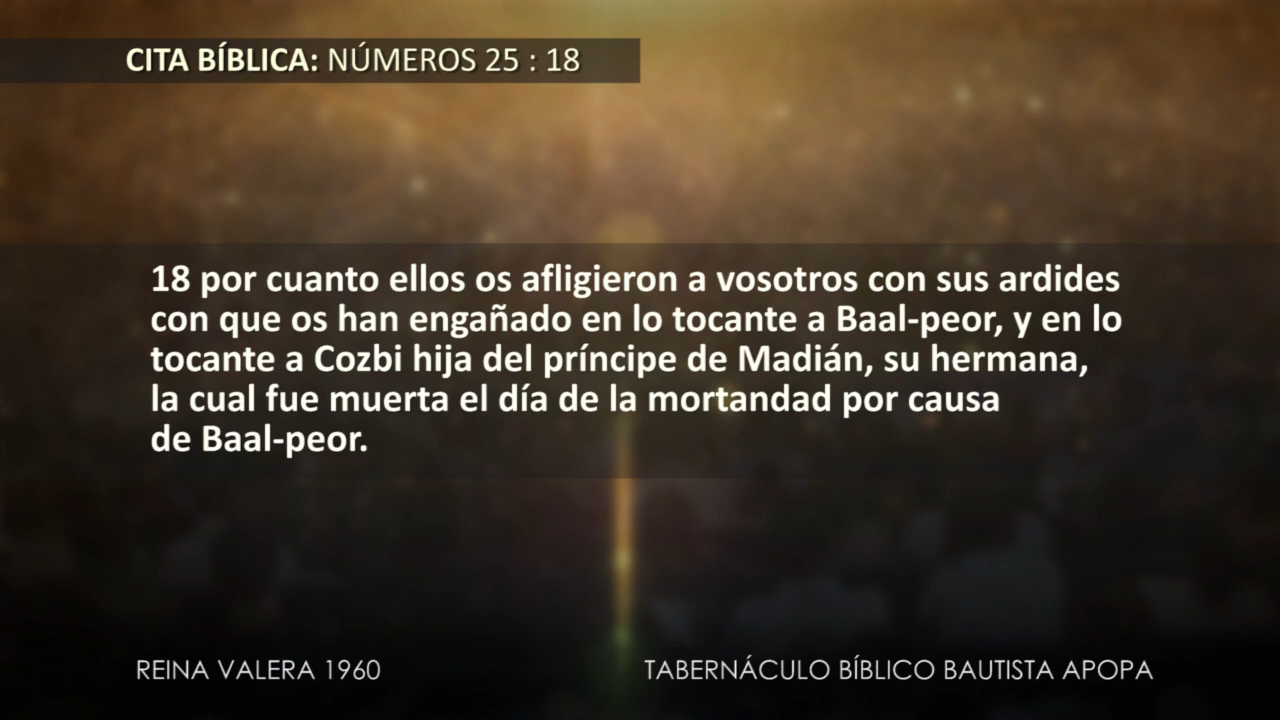 CITA BÍBLICA: NÚMEROS 25 : 18
18 por cuanto ellos os afligieron a vosotros con sus ardides
con que os han engañado en lo tocante a Baal-peor, y en lo
tocante a Cozbi hija del príncipe de Madián, su hermana,
la cual fue muerta el día de la mortandad por causa
de Baal-peor.
REINA VALERA 1960
TABERNÁCULO BÍBLICO BAUTISTA APOPA